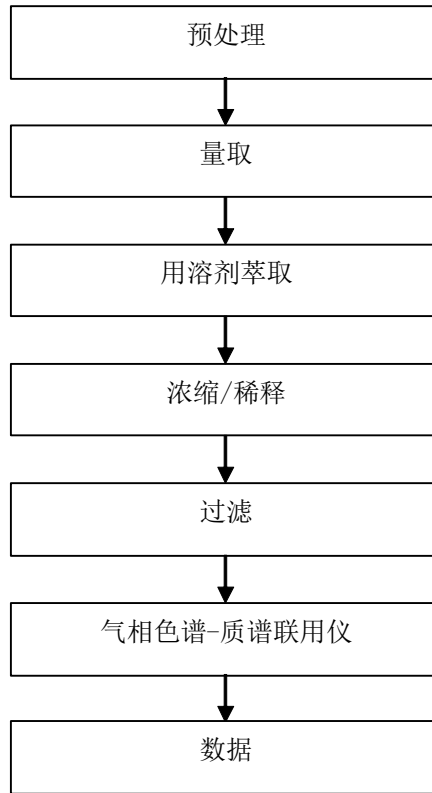 预处理
量取
用溶剂萃取
浓缩/稀释
过滤
气相色谱-质谱联用仪
数据